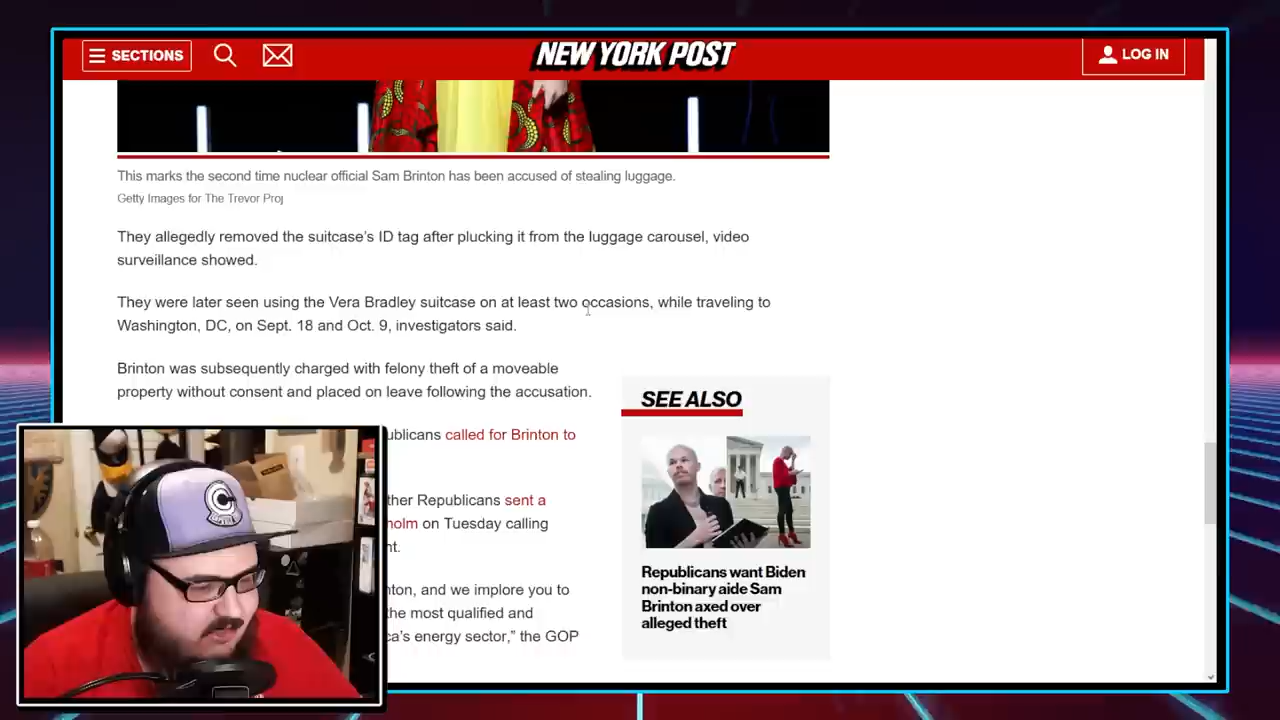 SECTIONS
NEW YORK POST
LOG IN
This marks the second time nuclear official Sam Brinton has been accused of stealing luggage.
Getty Images for The Trevor Proj
They allegedly removed the suitcase's ID tag after plucking it from the luggage carousel, video
surveillance showed.
They were later seen using the Vera Bradley suitcase on at least two occasions, while traveling to
Washington, DC, on Sept. 18 and Oct. 9, investigators said.
Brinton was subsequently charged with felony theft of a moveable
property without consent and placed on leave following the accusation.
called for Brinton to
ther Republicans sent a
on Tuesday calling
and we implore you to
the most qualified and
energy sector,” the GOP
SEE ALSO
Republicans want Biden
non-binary aide Sam
Brinton axed over
alleged theft